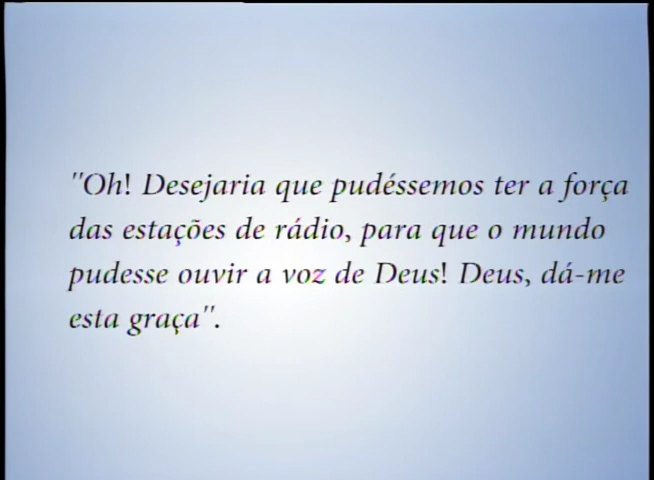 "Oh! Desejaria que pudéssemos ter a força
das estações de rádio, para que o mundo
pudesse ouvir a voz de Deus! Deus, dá-me
esta graça".